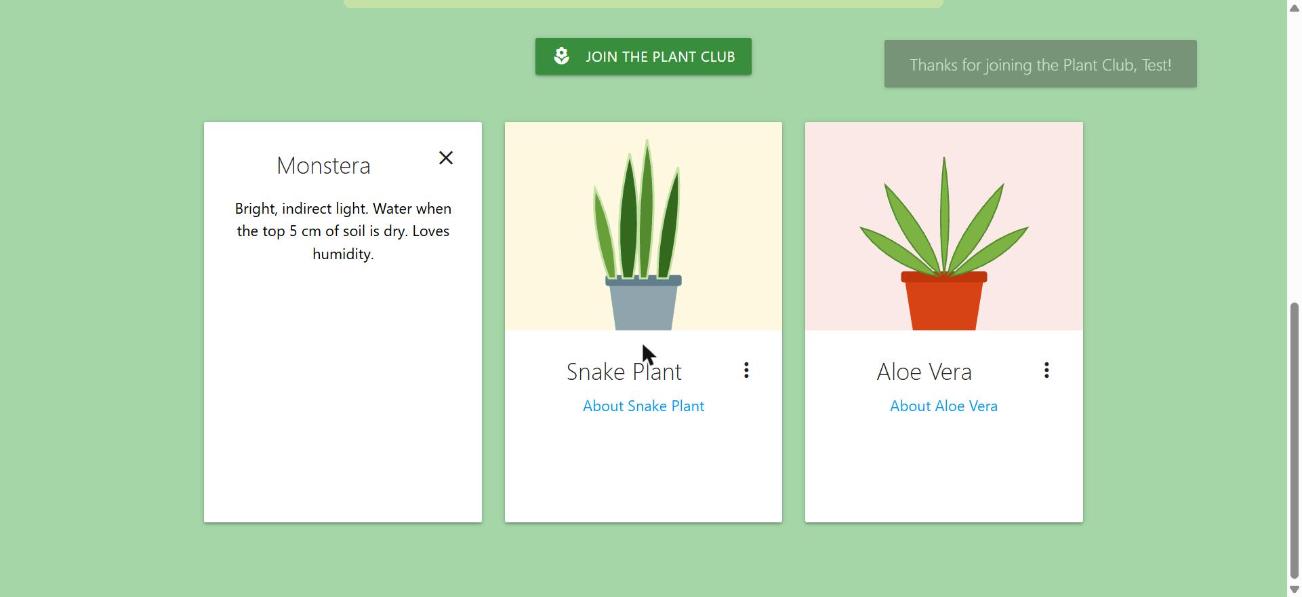 JOIN THE PLANT CLUB
Thanks for joining the Plant Club, Test!
Monstera
Bright, indirect light. Water when
the top 5 cm of soil is dry. Loves
humidity.
Snake Plant
About Snake Plant
Aloe Vera
About Aloe Vera